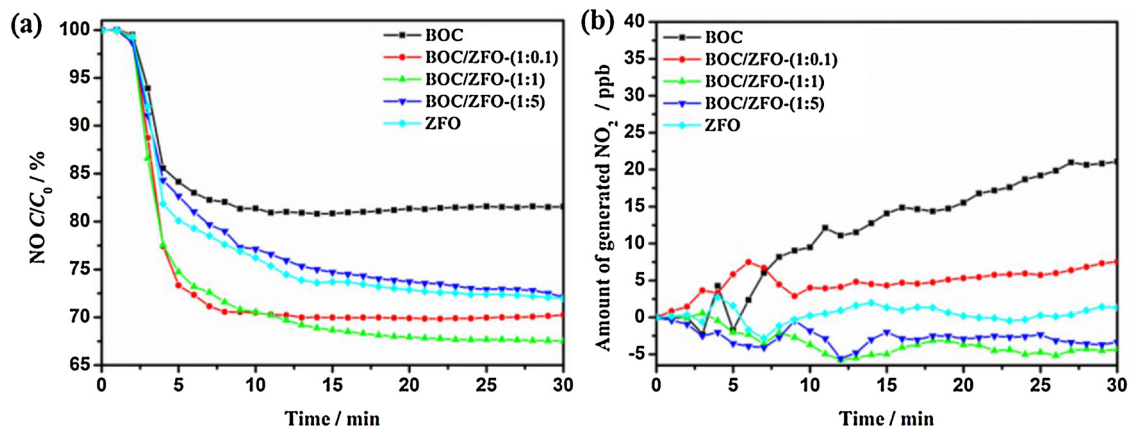 (a)
NO C/C0 / %
100
95
90
85
80
75
70
65
0
5
10
15
20
25
30
Time / min
BOC
BOC/ZFO-(1:0.1)
BOC/ZFO-(1:1)
BOC/ZFO-(1:5)
ZFO
(b)
Amount of generated NO2 / ppb
40
35
30
25
20
15
10
5
0
-5
0
5
10
15
20
25
30
Time / min
BOC
BOC/ZFO-(1:0.1)
BOC/ZFO-(1:1)
BOC/ZFO-(1:5)
ZFO